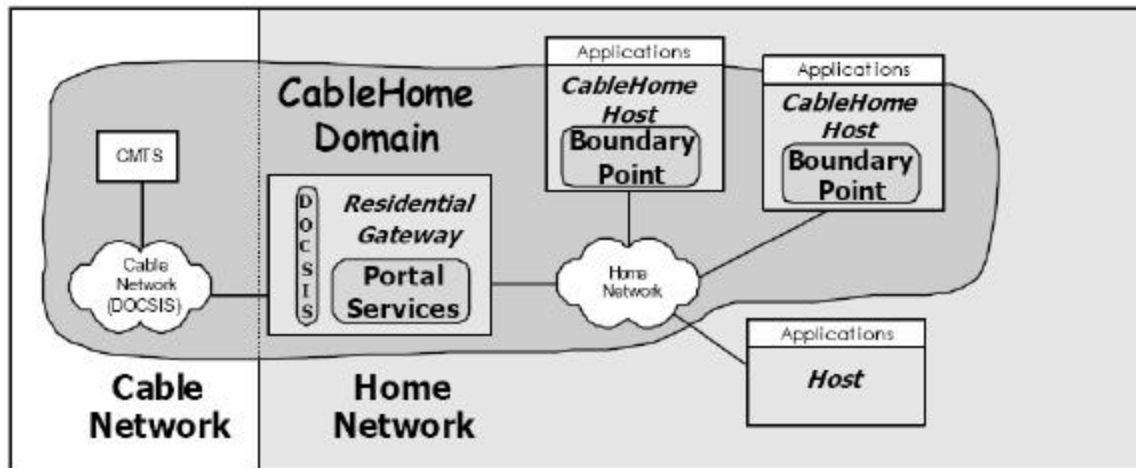 CableHome
Domain
CMTS
Cable
Network
(DOCSIS)
DOCSIS
Residential
Gateway
Portal
Services
Home
Network
Applications
CableHome
Host
Boundary
Point
Applications
CableHome
Host
Boundary
Point
Applications
Host
Cable
Network
Home
Network